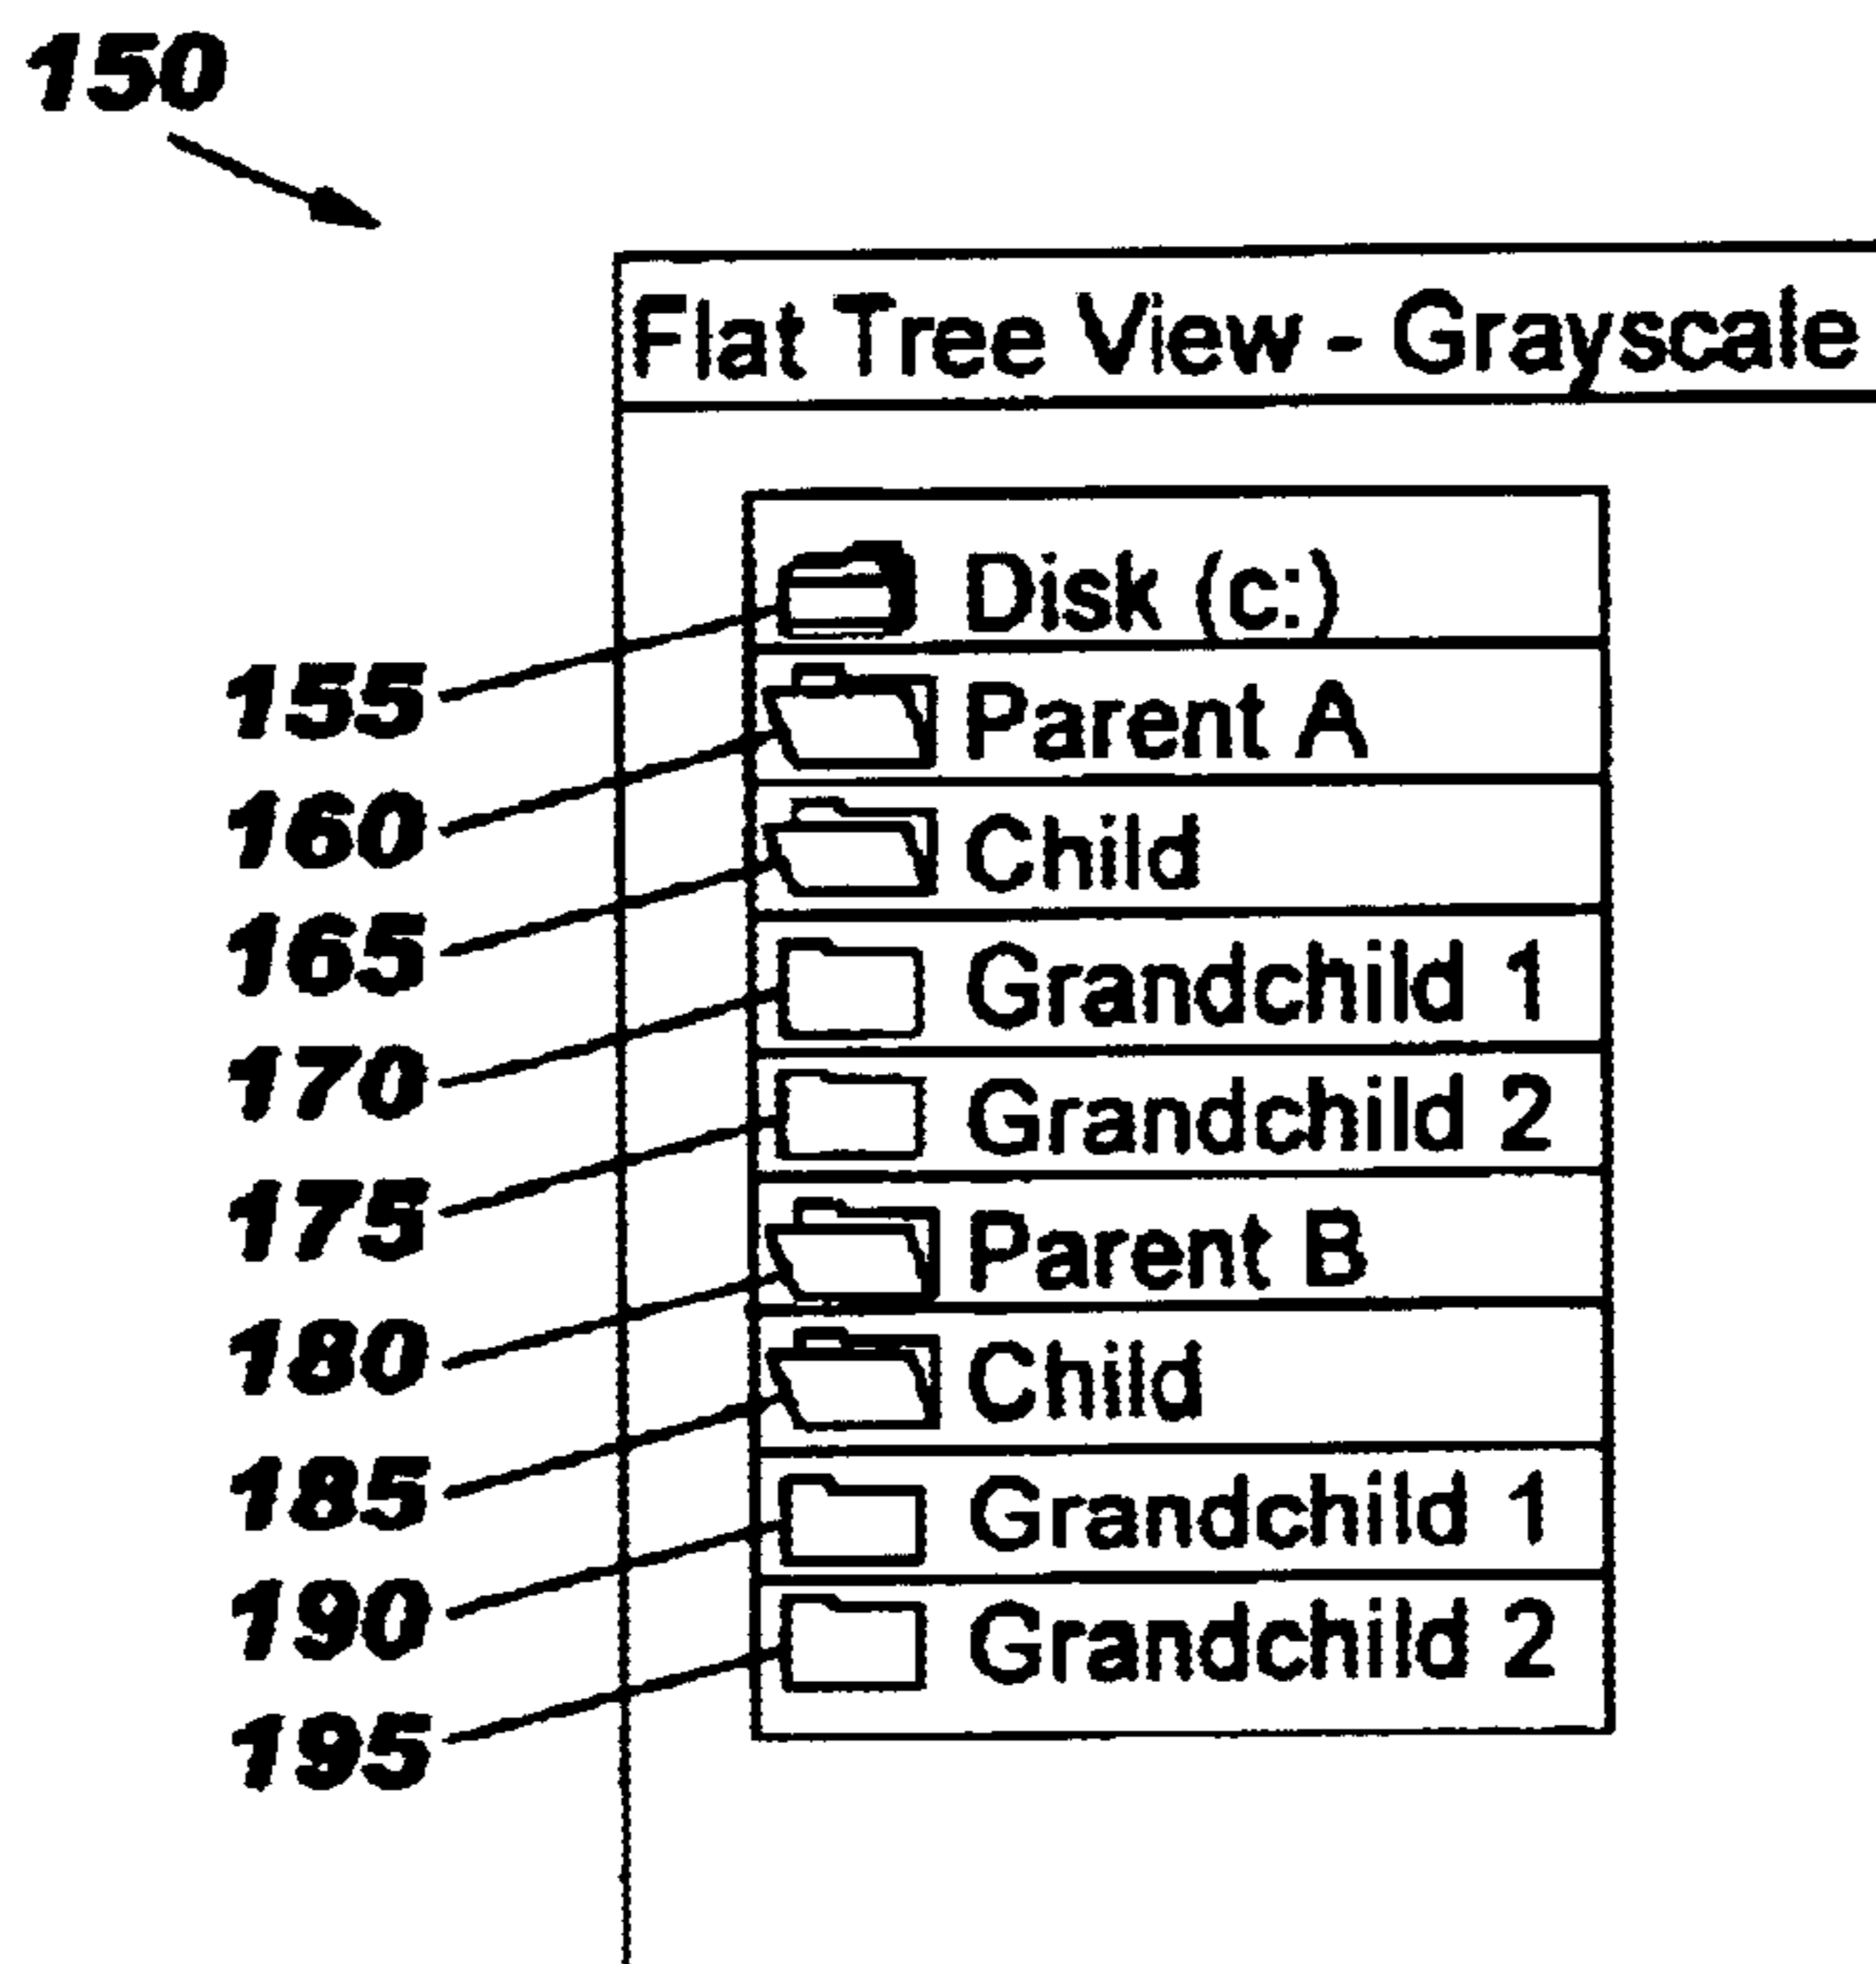 150
Flat Tree View - Grayscale
Disk (c:)
155
Parent A
160
Child
165
Grandchild 1
170
Grandchild 2
175
Parent B
180
Child
185
Grandchild 1
190
Grandchild 2
195